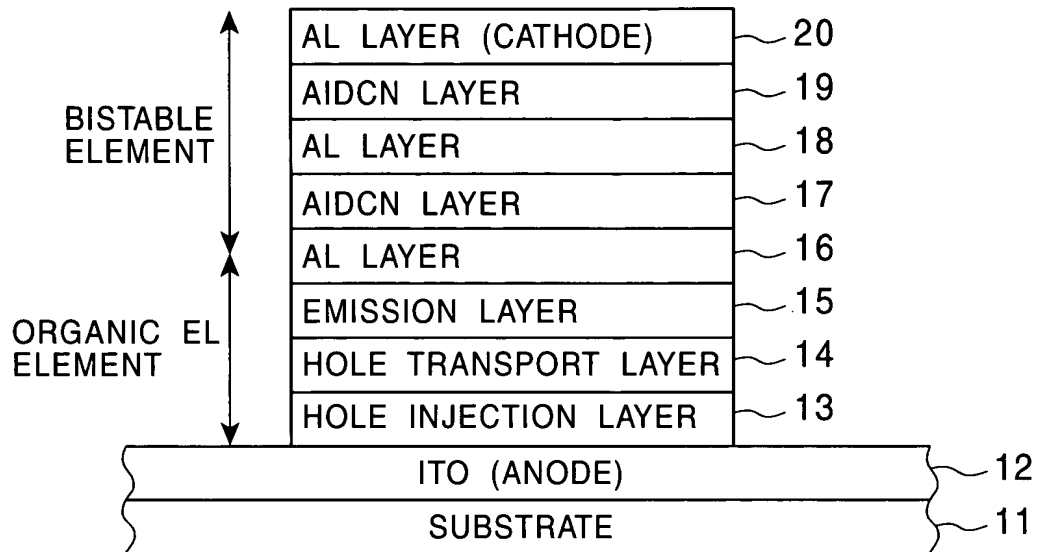 AL LAYER (CATHODE) 20
AIDCN LAYER 19
BISTABLE
ELEMENT
AL LAYER 18
AIDCN LAYER 17
AL LAYER 16
EMISSION LAYER 15
ORGANIC EL
ELEMENT
HOLE TRANSPORT LAYER 14
HOLE INJECTION LAYER 13
ITO (ANODE) 12
SUBSTRATE 11